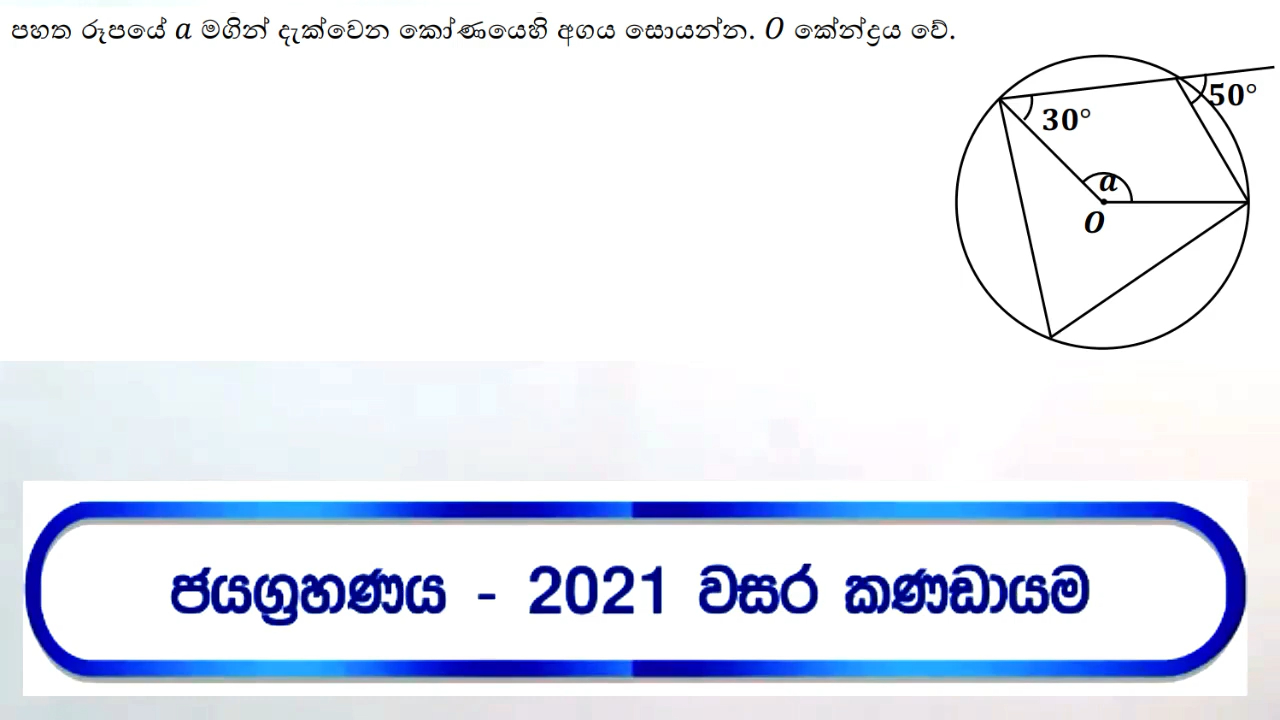 පහත රූපයේ a මගින් දැක්වෙන කෝණයෙහි අගය සොයන්න. O කේන්ද්‍රය වේ.
50°
30°
a
O
ජයග්‍රහණය - 2021 වසර කණ්ඩායම